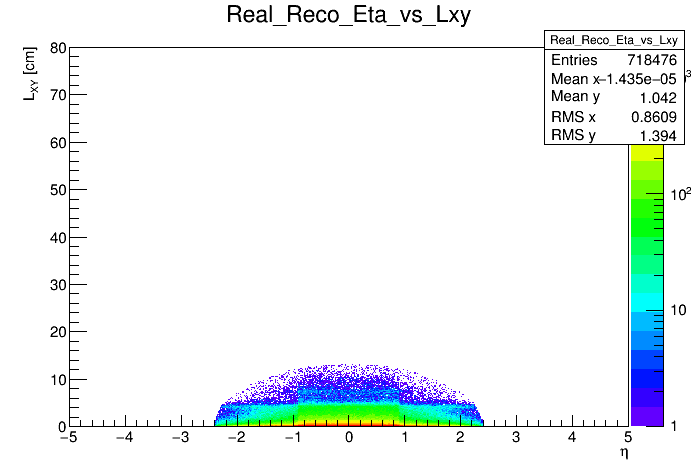 Real_Reco_Eta_vs_Lxy
Real_Reco_Eta_vs_Lxy
Entries 718476
Mean x−1.435e−05
Mean y 1.042
RMS x 0.8609
RMS y 1.394
L_XY [cm]
80
70
60
50
40
30
20
10
0
−5 −4 −3 −2 −1 0 1 2 3 4 5
η
3
10²
10
1